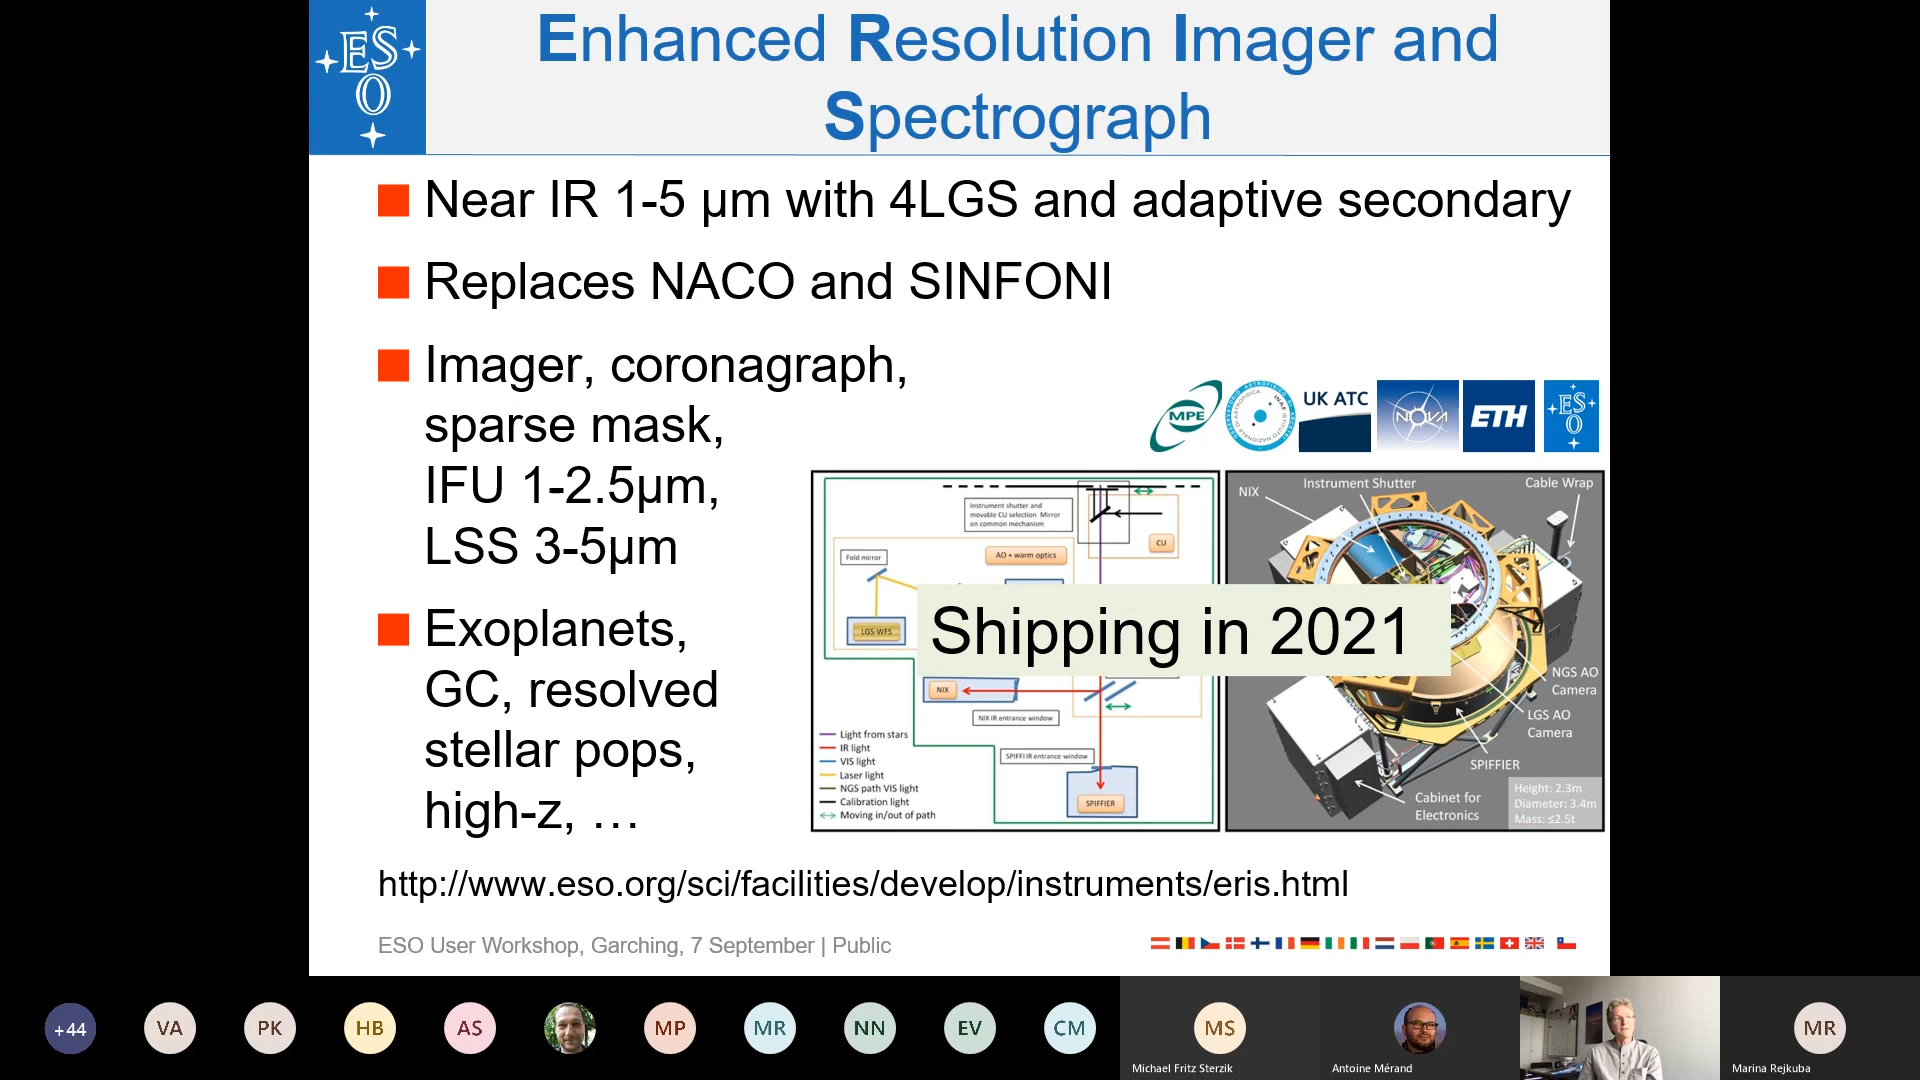 ESO
Enhanced Resolution Imager and
Spectrograph
Near IR 1-5 µm with 4LGS and adaptive secondary
Replaces NACO and SINFONI
Imager, coronagraph,
sparse mask,
IFU 1-2.5µm,
LSS 3-5µm
Exoplanets,
GC, resolved
stellar pops,
high-z, …
MPE
UK ATC
NOVA
ETH
ESO
Instrument shutter and
movable CU selection Mirror
on common mechanism
CU
Fold mirror
AO + warm optics
LGS-WFS
NIX
NIX IR entrance window
SPIFFI IR entrance window
SPIFFIER
Light from stars
IR light
VIS light
Laser light
NGS path VIS light
Calibration light
Moving in/out of path
Shipping in 2021
NIX
Instrument Shutter
Cable Wrap
NGS AO
Camera
LGS AO
Camera
SPIFFIER
Cabinet for
Electronics
Height: 2.3m
Diameter: 3.4m
Mass: ≤2.5t
http://www.eso.org/sci/facilities/develop/instruments/eris.html
ESO User Workshop, Garching, 7 September | Public
+44
VA
PK
HB
AS
MP
MR
NN
EV
CM
MS
Michael Fritz Sterzik
Antoine Mérand
MR
Marina Rejkuba